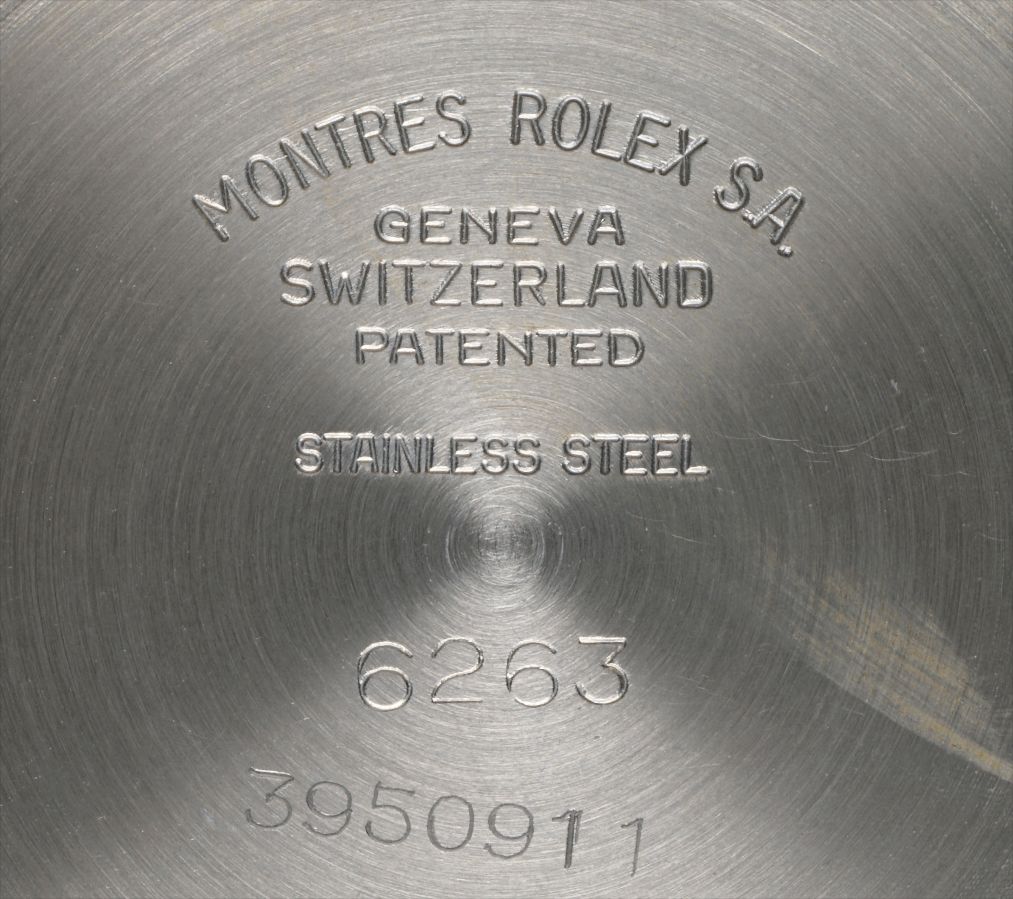 MONTRES ROLEX S.A.
GENEVA
SWITZERLAND
PATENTED
STAINLESS STEEL
6263
3950911